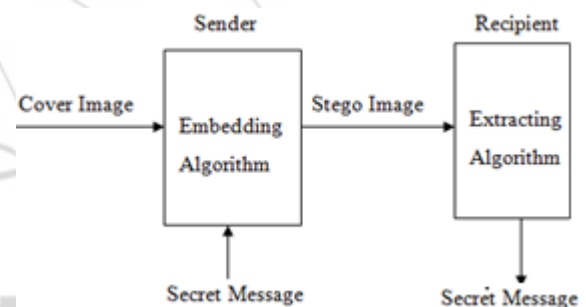 Sender
Recipient
Cover Image
Embedding
Algorithm
Stego Image
Extracting
Algorithm
Secret Message
Secret Message